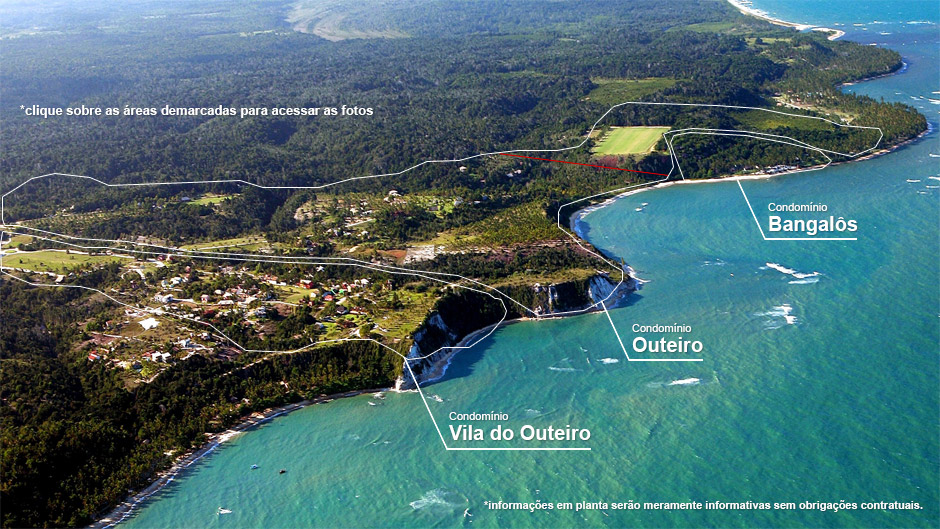 *clique sobre as áreas demarcadas para acessar as fotos
Condomínio
Bangalôs
Condomínio
Outeiro
Condomínio
Vila do Outeiro
*informações em planta serão meramente informativas sem obrigações contratuais.